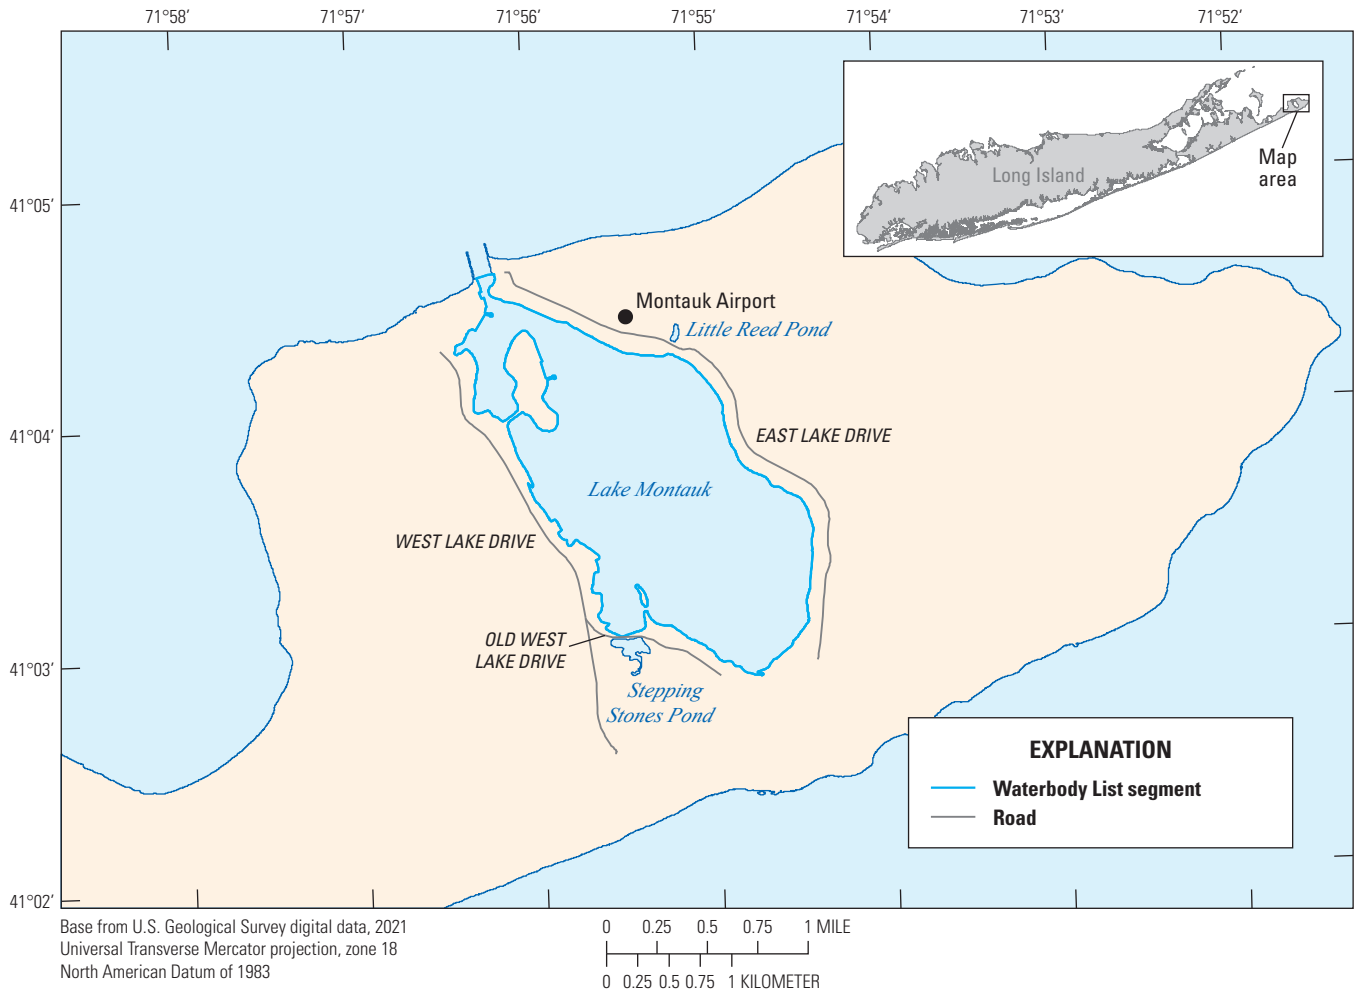 71°58′ 71°57′ 71°56′ 71°55′ 71°54′ 71°53′ 71°52′
41°05′
41°04′
41°03′
41°02′
Long Island
Map
area
Montauk Airport
Little Reed Pond
EAST LAKE DRIVE
Lake Montauk
WEST LAKE DRIVE
OLD WEST
LAKE DRIVE
Stepping
Stones Pond
EXPLANATION
Waterbody List segment
Road
Base from U.S. Geological Survey digital data, 2021
Universal Transverse Mercator projection, zone 18
North American Datum of 1983
0 0.25 0.5 0.75 1 MILE
0 0.25 0.5 0.75 1 KILOMETER